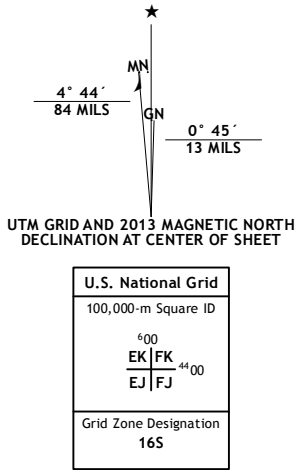 ★
MN
4° 44´
84 MILS
GN
0° 45´
13 MILS
UTM GRID AND 2013 MAGNETIC NORTH
DECLINATION AT CENTER OF SHEET
U.S. National Grid
100,000-m Square ID
600
EK FK
4400
EJ FJ
Grid Zone Designation
16S